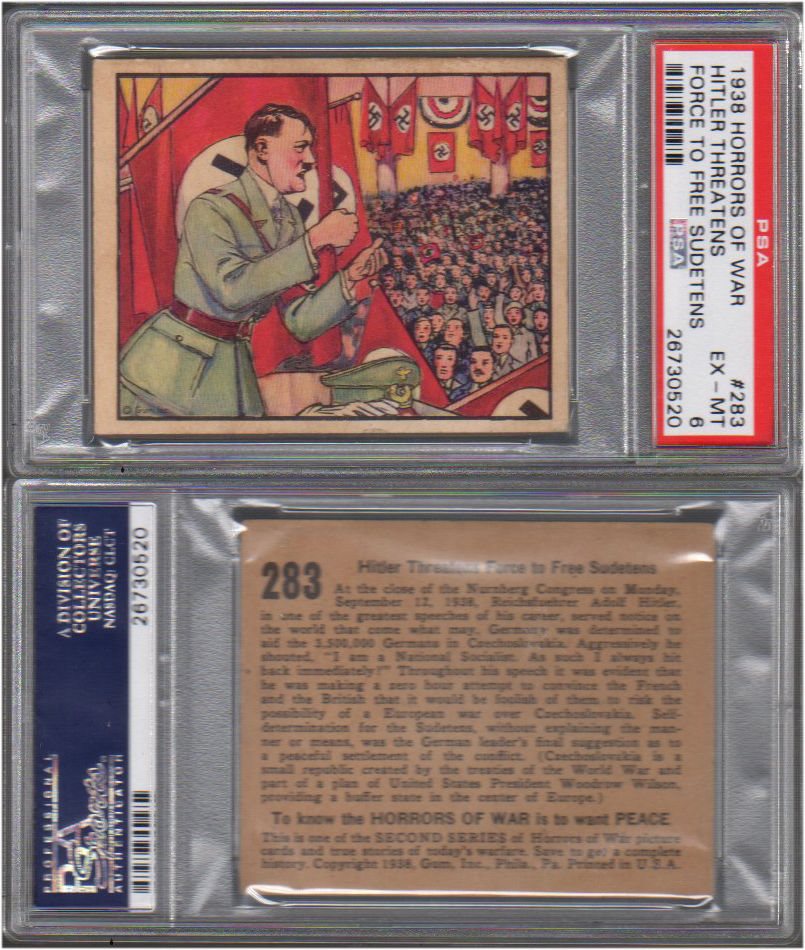 1938 HORRORS OF WAR #283
HITLER THREATENS EX-MT
FORCE TO FREE SUDETENS 6
PSA 26730520
PSA
283
Hitler Threatens Force to Free Sudetens
At the close of the Nurnberg Congress on Monday,
September 12, 1938, Reichsfuehrer Adolf Hitler,
in one of the greatest speeches of his career, served notice on
the world that come what may, Germany was determined to
aid the 3,500,000 Germans in Czechoslovakia. Aggressively he
shouted, "I am a National Socialist. As such I always hit
back immediately!" Throughout his speech it was evident that
he was making a zero hour attempt to convince the French
and the British that it would be foolish of them to risk the
possibility of a European war over Czechoslovakia. Self-
determination for the Sudetens, without explaining the man-
ner or means, was the German leader's final suggestion as to
a peaceful settlement of the conflict. (Czechoslovakia is a
small republic created by the treaties of the World War and
part of a plan of United States President Woodrow Wilson,
providing a buffer state in the center of Europe.)
To know the HORRORS OF WAR is to want PEACE
This is one of the SECOND SERIES of Horrors of War picture
cards and true stories of today's warfare. Save to get a complete
history. Copyright 1938, Gum, Inc., Phila., Pa. Printed in U.S.A.
26730520
A DIVISION OF
COLLECTORS
UNIVERSE
NASDAQ: CLCT
PROFESSIONAL
PSA
Sports
AUTHENTICATOR